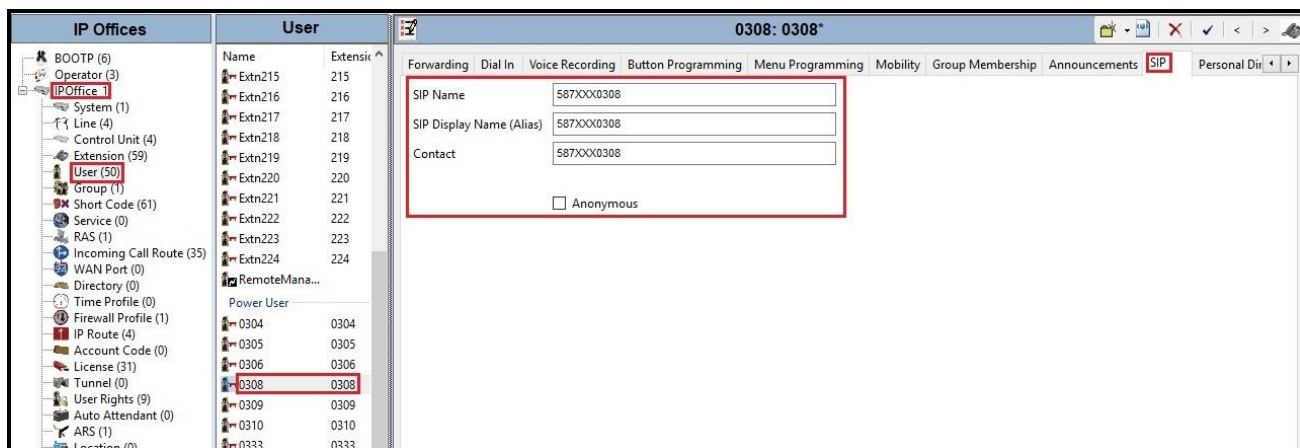 IP Offices
BOOTP (6)
Operator (3)
IPOffice_1
System (1)
Line (4)
Control Unit (4)
Extension (59)
User (50)
Group (1)
Short Code (61)
Service (0)
RAS (1)
Incoming Call Route (35)
WAN Port (0)
Directory (0)
Time Profile (0)
Firewall Profile (1)
IP Route (4)
Account Code (0)
License (31)
Tunnel (0)
User Rights (9)
Auto Attendant (0)
ARS (1)
Location (0)
User
Name Extensic
Extn215 215
Extn216 216
Extn217 217
Extn218 218
Extn219 219
Extn220 220
Extn221 221
Extn222 222
Extn223 223
Extn224 224
RemoteMana...
Power User
0304 0304
0305 0305
0306 0306
0308 0308
0309 0309
0310 0310
0333 0333
0308: 0308*
Forwarding Dial In Voice Recording Button Programming Menu Programming Mobility Group Membership Announcements SIP Personal Dir
SIP Name 587XXX0308
SIP Display Name (Alias) 587XXX0308
Contact 587XXX0308
Anonymous